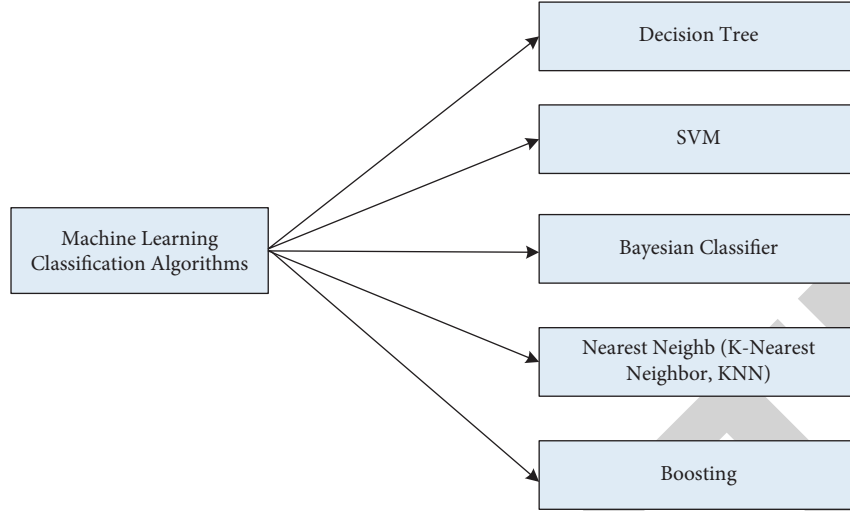 Decision Tree
SVM
Machine Learning
Classification Algorithms
Bayesian Classifier
Nearest Neighb (K-Nearest
Neighbor, KNN)
Boosting